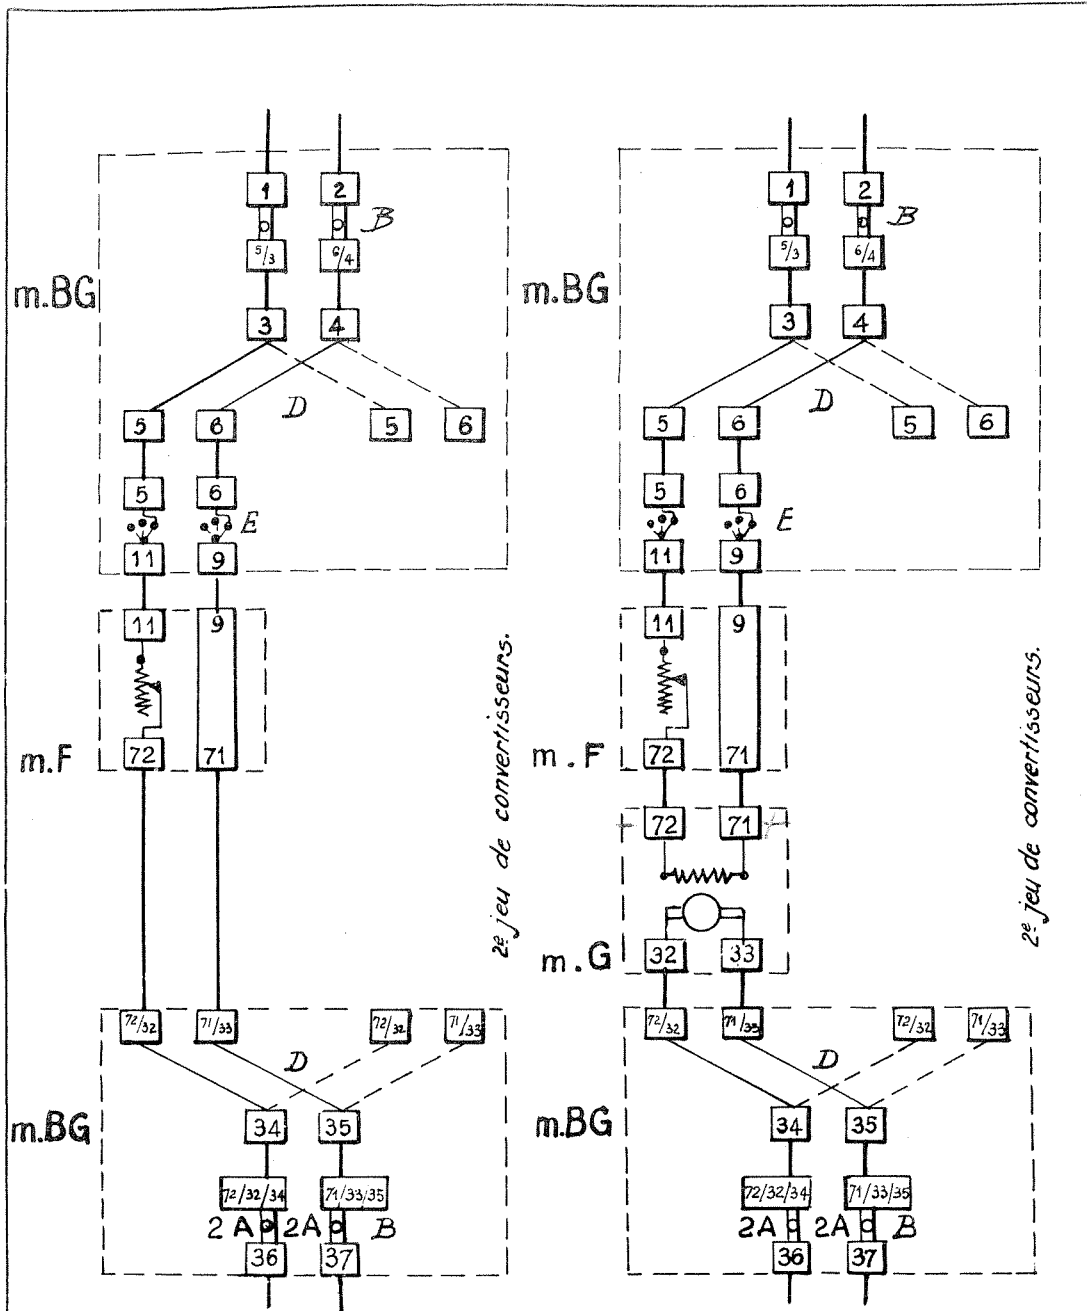 1 2
B
5/3 6/4
m.BG
3 4
D
5 6 5 6
5 6
E
11 9
11 9
m.F
72 71
2e jeu de convertisseurs.
72/32 71/33 72/32 71/33
D
34 35
m.BG
72/32/34 71/33/35
2A 2A B
36 37
1 2
B
5/3 6/4
m.BG
3 4
D
5 6 5 6
5 6
E
11 9
11 9
m.F
72 71
72 71
2e jeu de convertisseurs.
m.G
32 33
72/32 71/33 72/32 71/33
D
34 35
m.BG
72/32/34 71/33/35
2A 2A B
36 37